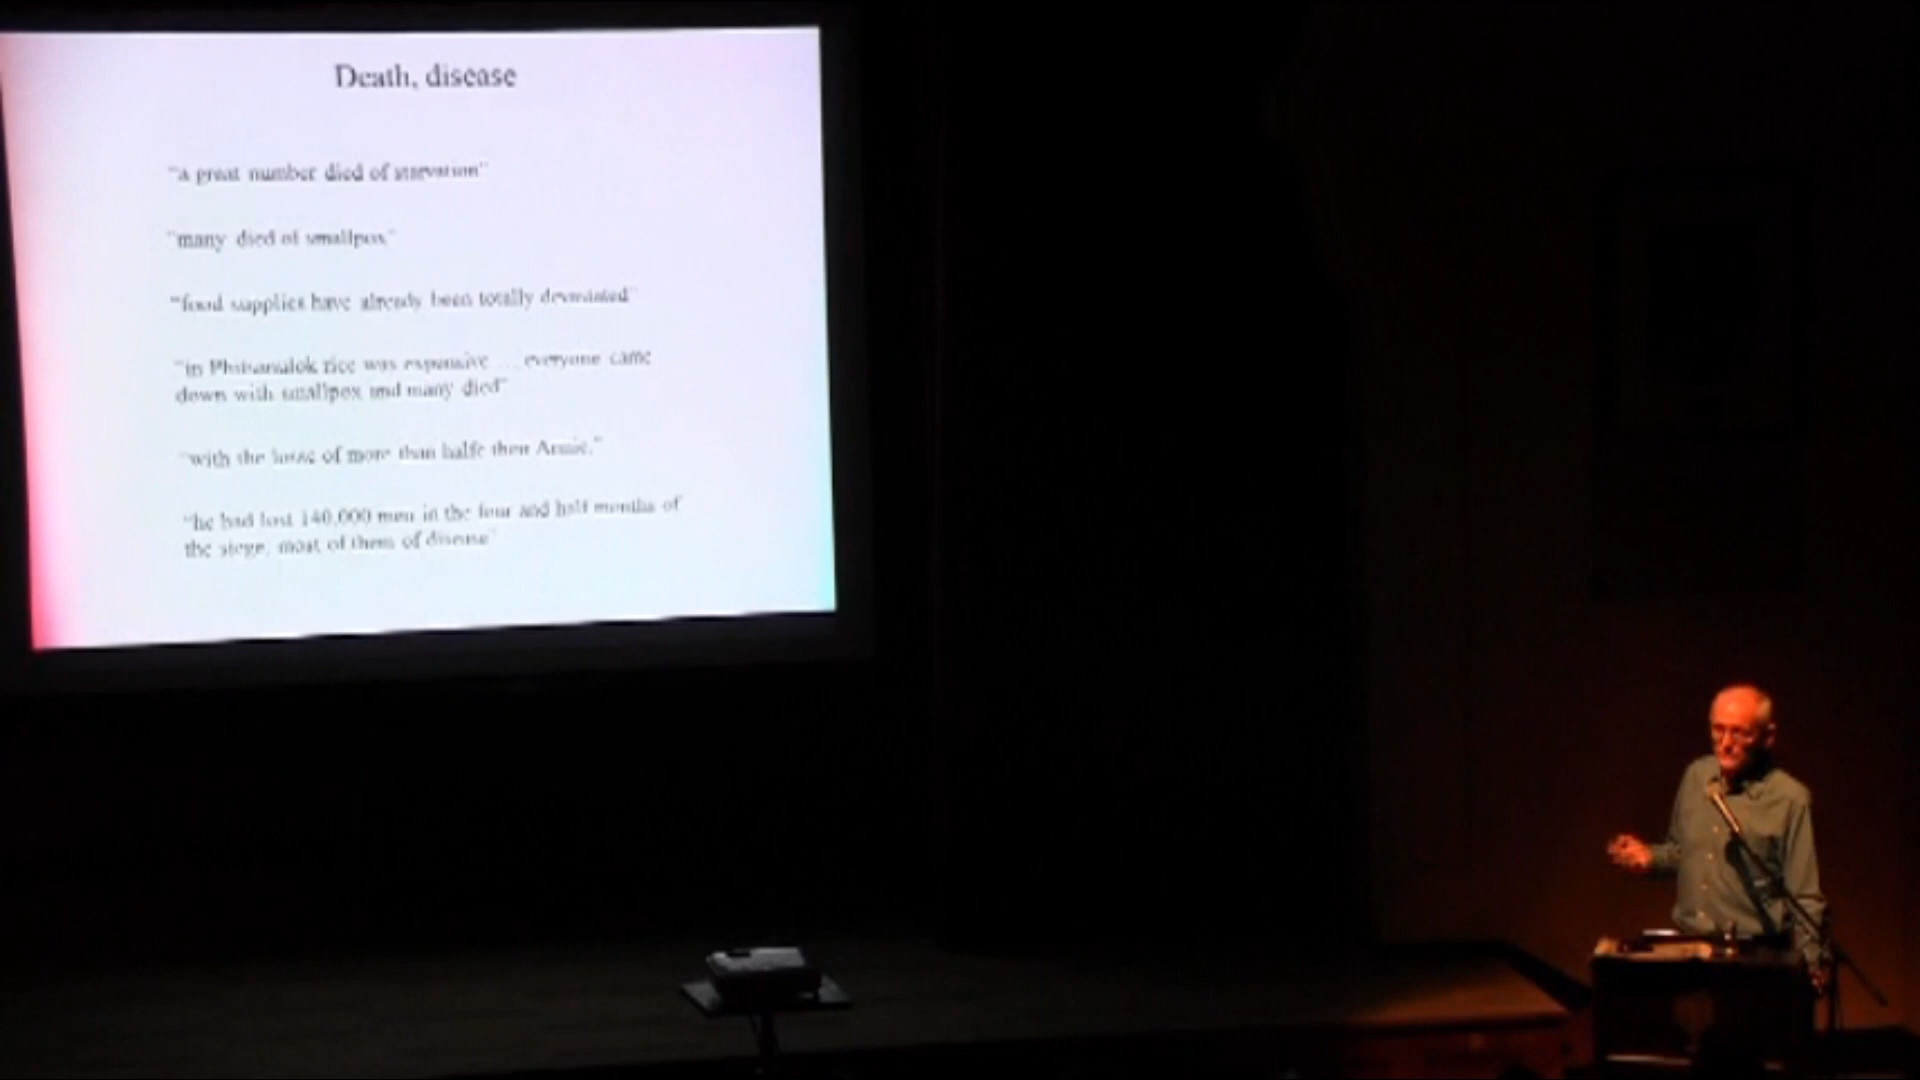 Death, disease
"a great number died of starvation"
"many died of smallpox"
"food supplies have already been totally devastated"
"in Phitsanulok rice was expensive ... everyone came
down with smallpox and many died"
"with the losse of more than halfe their Armie."
"he had lost 140,000 men in the four and half months of
the siege, most of them of disease"